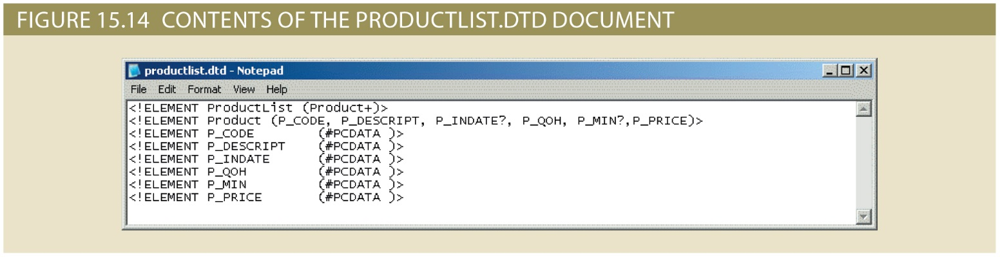 FIGURE 15.14 CONTENTS OF THE PRODUCTLIST.DTD DOCUMENT
productlist.dtd - Notepad
File Edit Format View Help
<!ELEMENT ProductList (Product+)>
<!ELEMENT Product (P_CODE, P_DESCRIPT, P_INDATE?, P_QOH, P_MIN?,P_PRICE)>
<!ELEMENT P_CODE (#PCDATA )>
<!ELEMENT P_DESCRIPT (#PCDATA )>
<!ELEMENT P_INDATE (#PCDATA )>
<!ELEMENT P_QOH (#PCDATA )>
<!ELEMENT P_MIN (#PCDATA )>
<!ELEMENT P_PRICE (#PCDATA )>